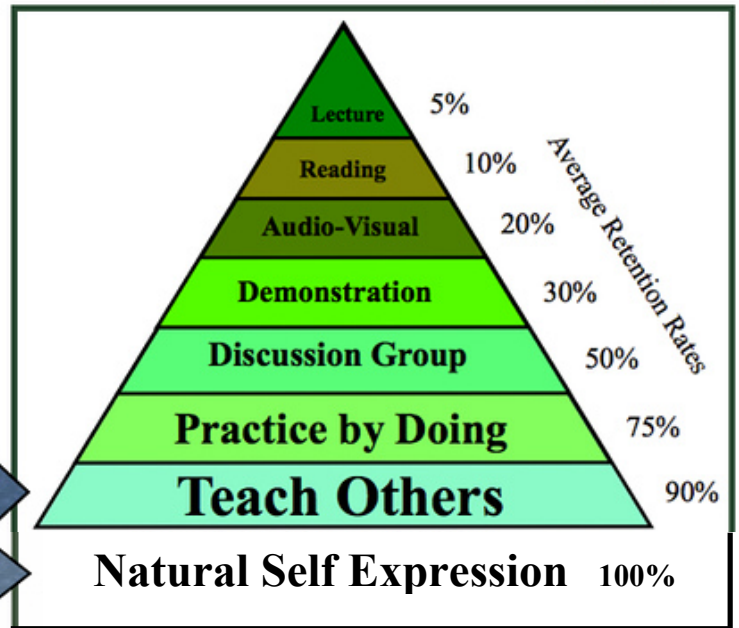 Lecture 5%
Reading 10%
Audio-Visual 20%
Demonstration 30%
Discussion Group 50%
Practice by Doing 75%
Teach Others 90%
Natural Self Expression 100%
Average Retention Rates